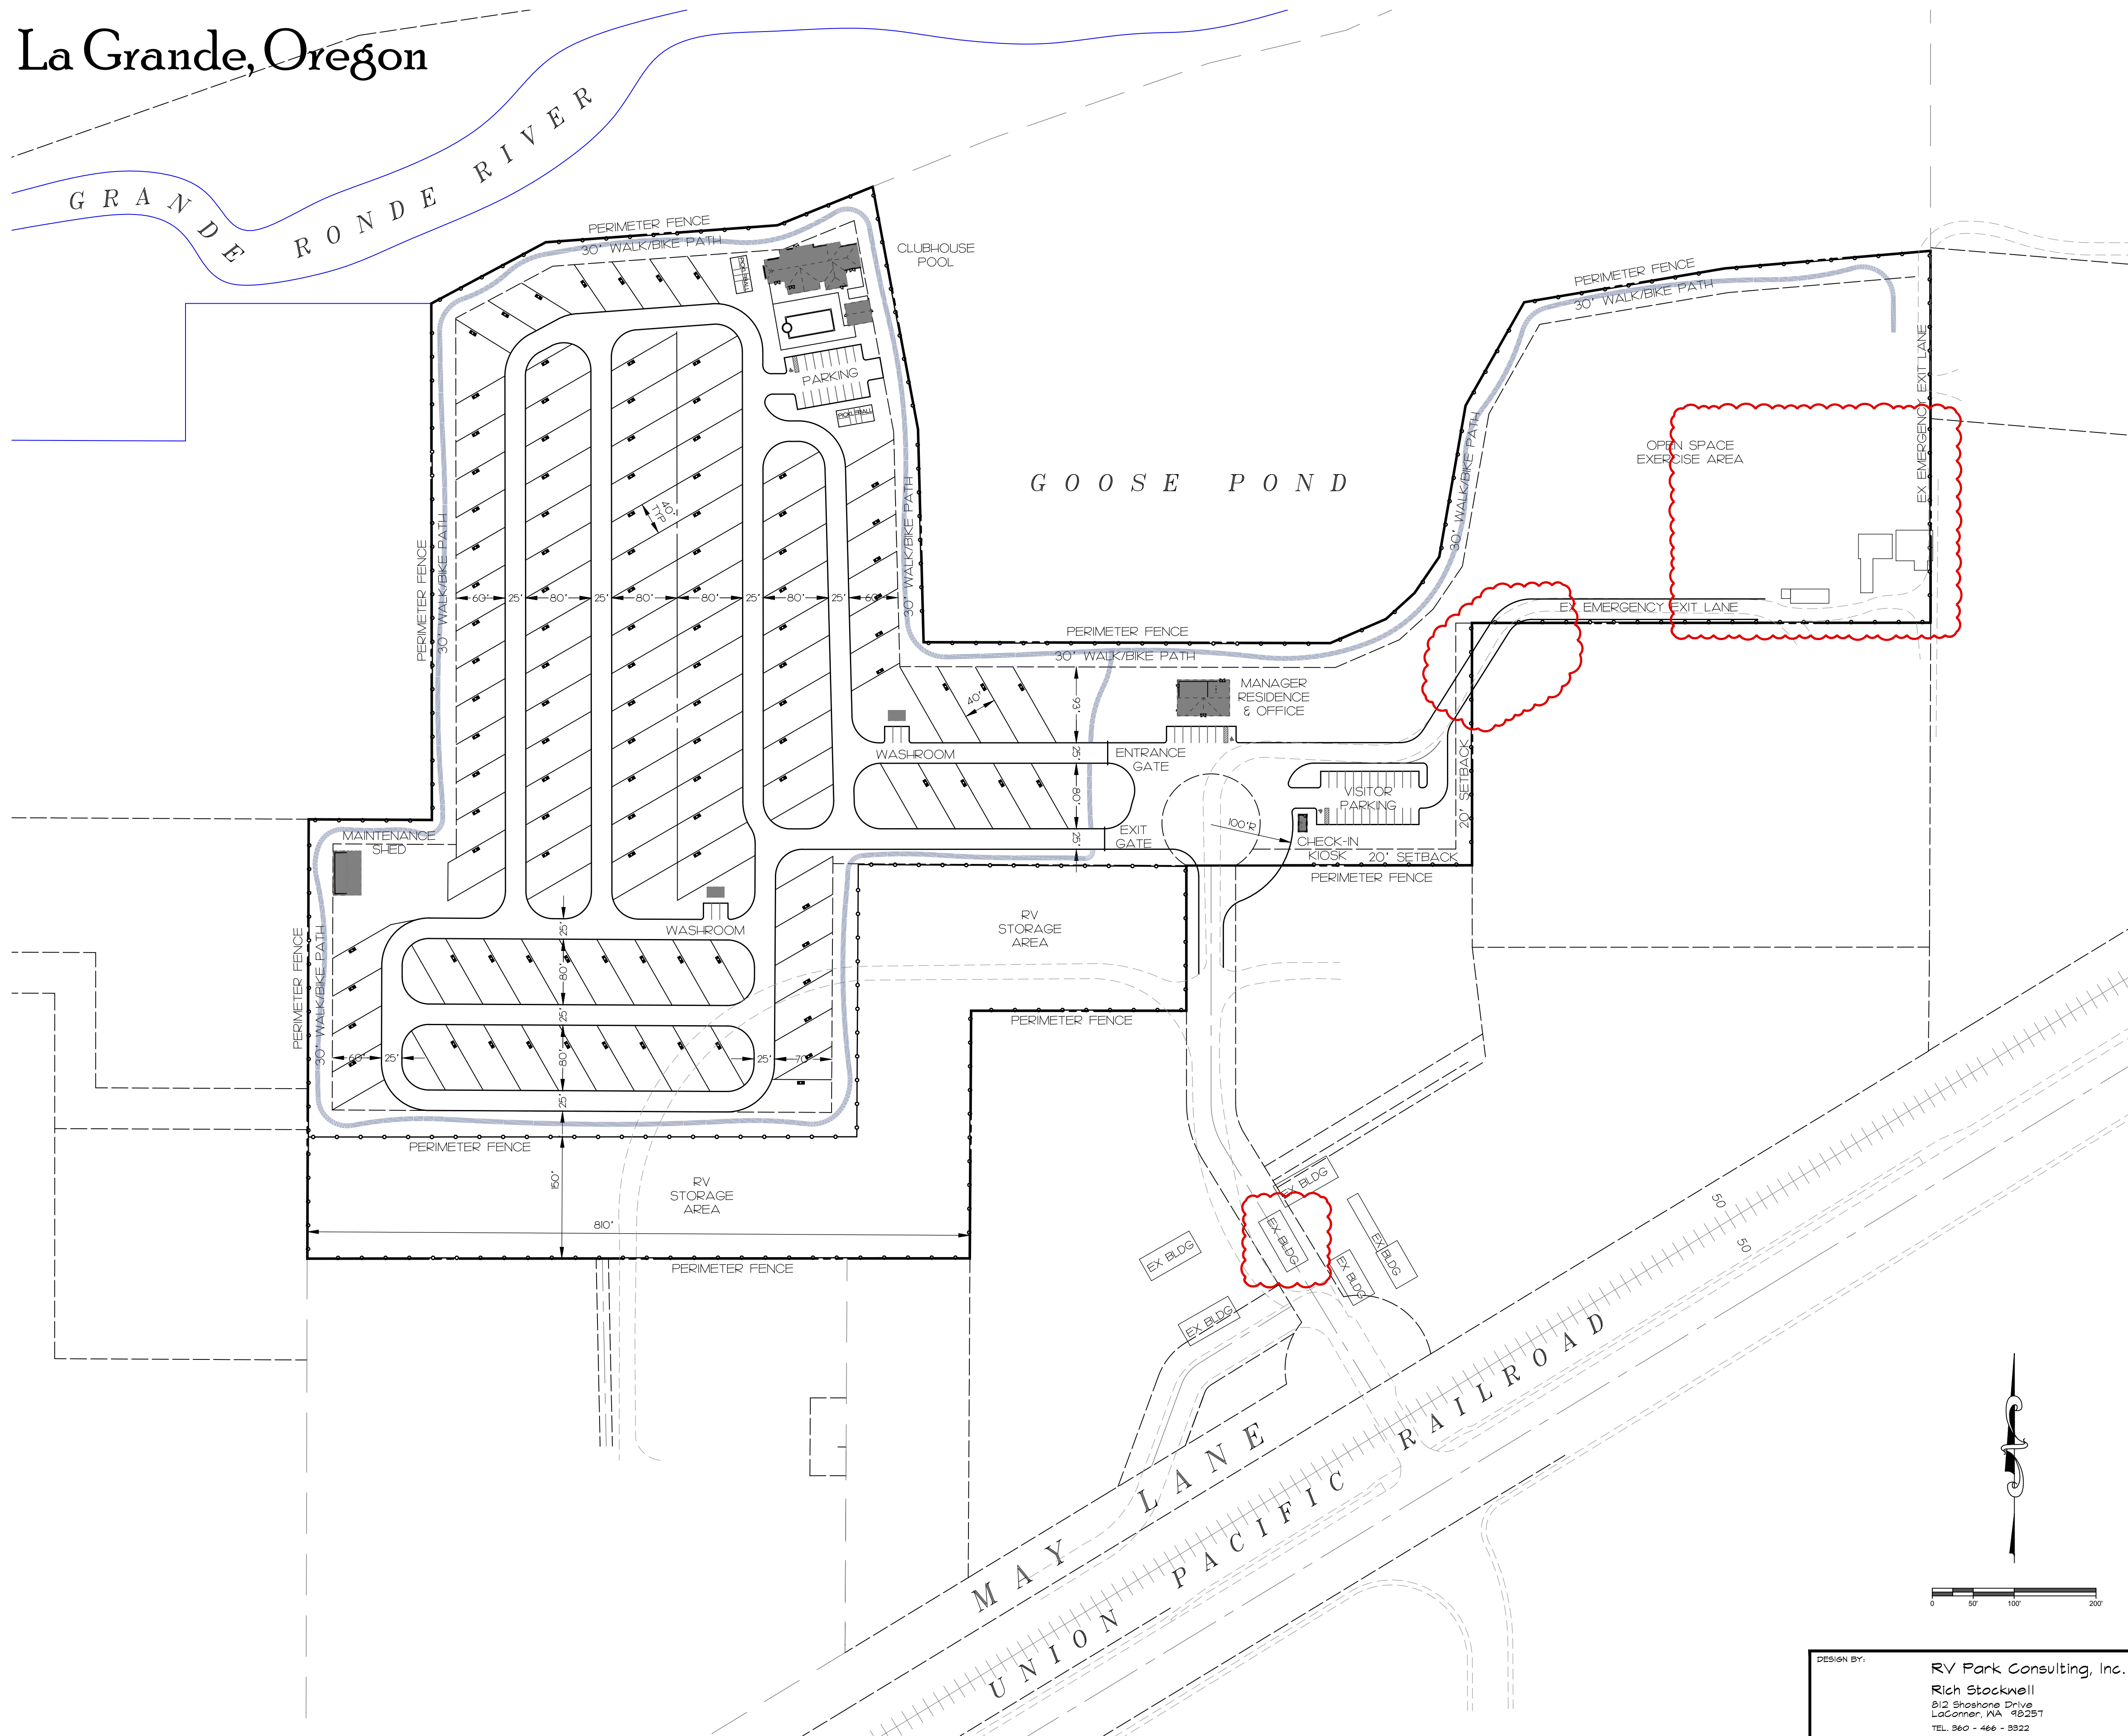 La Grande, Oregon
GRANDE RONDE RIVER
PERIMETER FENCE
30' WALK/BIKE PATH
CLUBHOUSE
POOL
PICKLEBALL
PARKING
PICKLEBALL
PERIMETER FENCE
30' WALK/BIKE PATH
EX EMERGENCY EXIT LANE
OPEN SPACE
EXERCISE AREA
GOOSE POND
30' WALK/BIKE PATH
40'
TYP
PERIMETER FENCE
30' WALK/BIKE PATH
30' WALK/BIKE PATH
60'
25'
80'
25'
80'
80'
25'
80'
25'
60'
EX EMERGENCY EXIT LANE
PERIMETER FENCE
30' WALK/BIKE PATH
MANAGER
RESIDENCE
& OFFICE
40'
93'
25'
80'
25'
WASHROOM
ENTRANCE
GATE
20' SETBACK
VISITOR
PARKING
100'R
EXIT
GATE
CHECK-IN
KIOSK
20' SETBACK
PERIMETER FENCE
MAINTENANCE
SHED
PERIMETER FENCE
30' WALK/BIKE PATH
WASHROOM
RV
STORAGE
AREA
PERIMETER FENCE
25'
80'
25'
80'
25'
60'
25'
25'
70'
PERIMETER FENCE
150'
RV
STORAGE
AREA
810'
PERIMETER FENCE
EX BLDG
EX BLDG
EX BLDG
EX BLDG
EX BLDG
EX BLDG
50
50
MAY LANE
UNION PACIFIC RAILROAD
0 50' 100' 200'
DESIGN BY:
RV Park Consulting, Inc.
Rich Stockwell
812 Shoshone Drive
LaConner, WA 98257
TEL. 360 - 466 - 3322